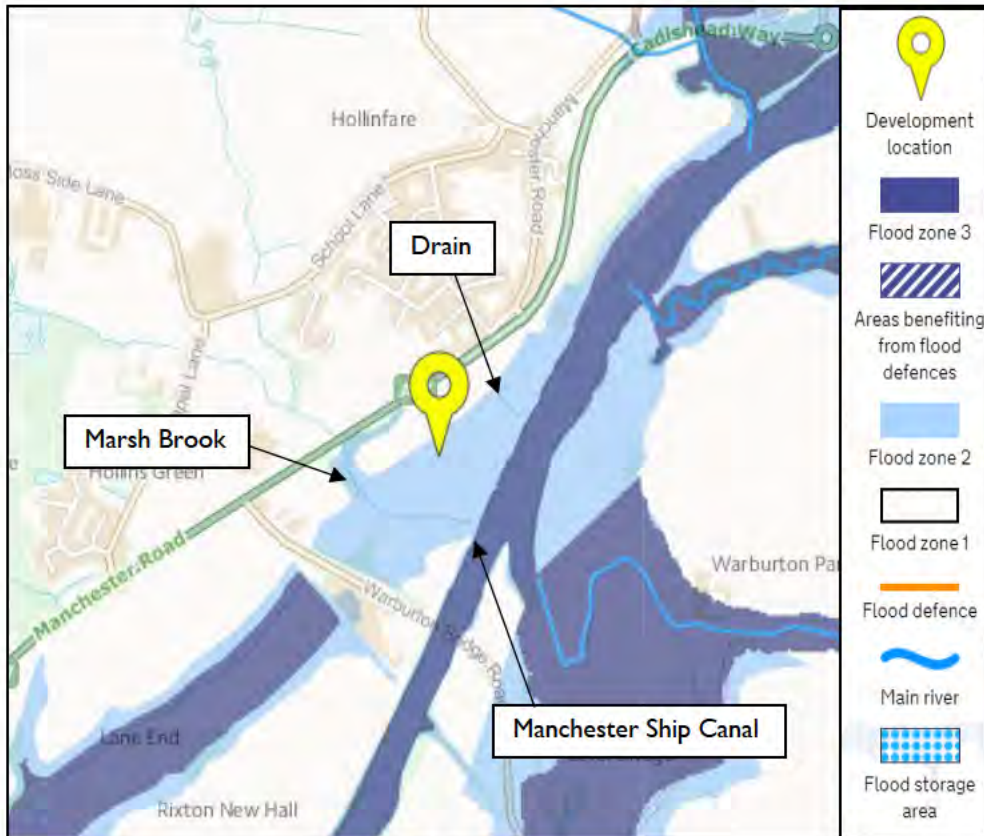 Cadishead Way
Hollinfare
Manchester Road
Moss Side Lane
School Lane
Drain
Marsh Brook
Hollins Green
Manchester Road
Warburton
Warburton Bridge Road
Manchester Ship Canal
Lane End
Rixton New Hall
Development
location
Flood zone 3
Areas benefiting
from flood
defences
Flood zone 2
Flood zone 1
Flood defence
Main river
Flood storage
area